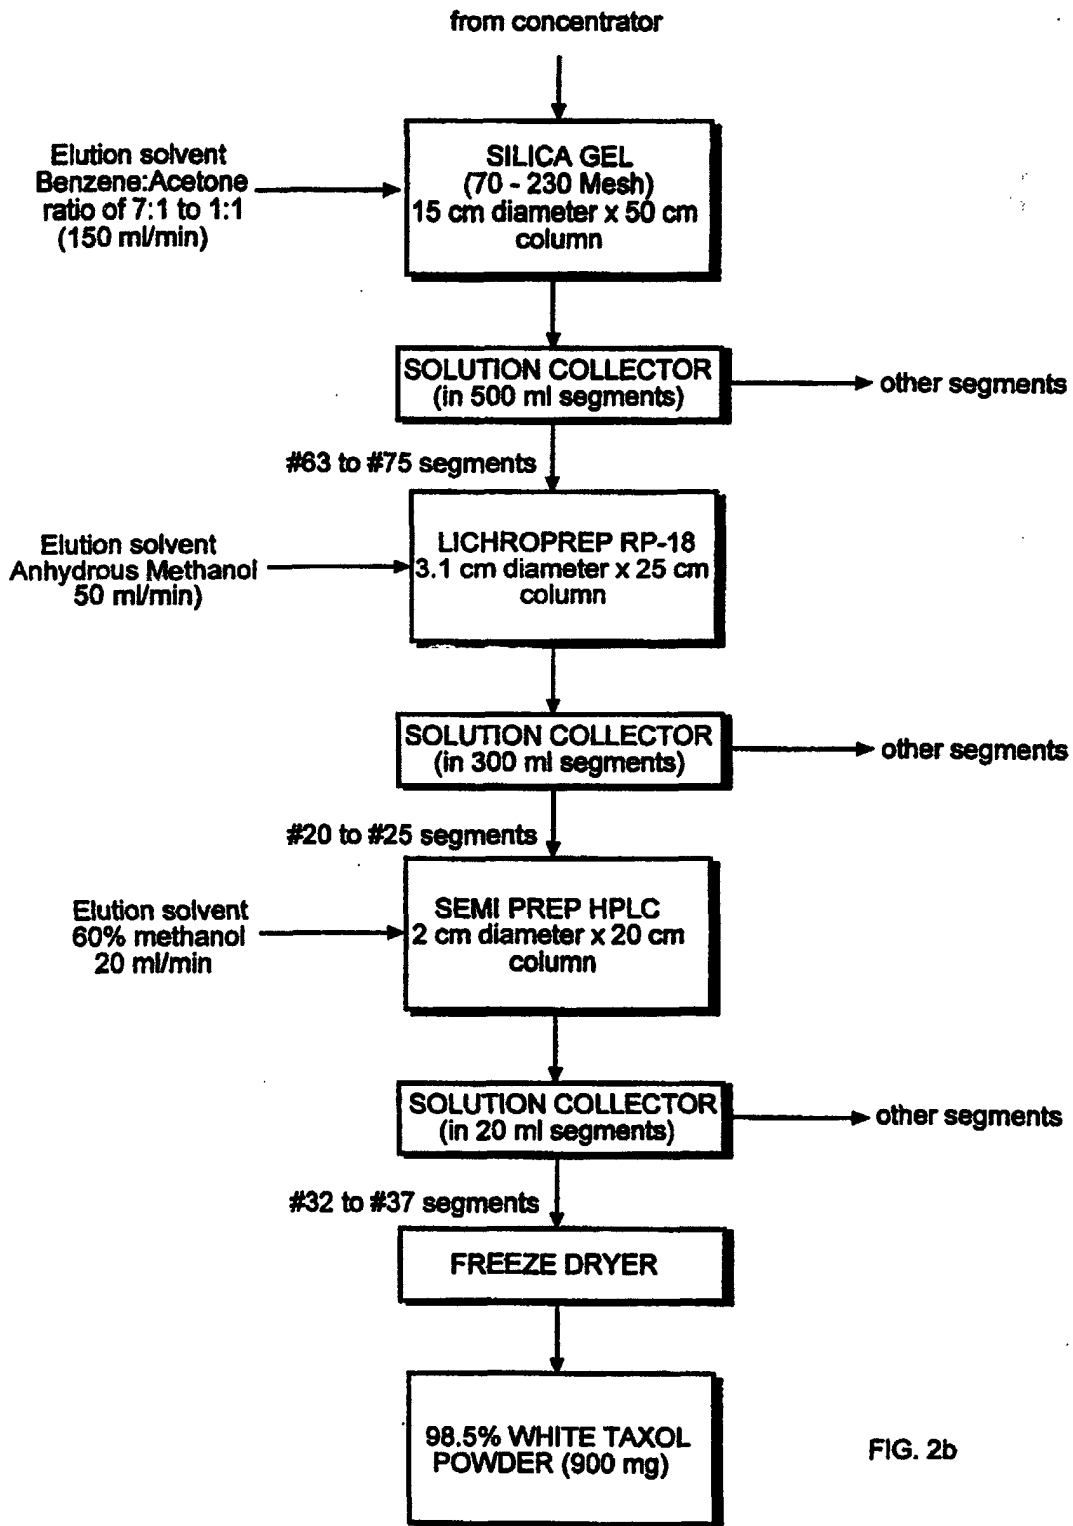 from concentrator
Elution solvent
Benzene:Acetone
ratio of 7:1 to 1:1
(150 ml/min)
SILICA GEL
(70 - 230 Mesh)
15 cm diameter x 50 cm
column
SOLUTION COLLECTOR
(in 500 ml segments)
other segments
#63 to #75 segments
Elution solvent
Anhydrous Methanol
50 ml/min)
LICHROPREP RP-18
3.1 cm diameter x 25 cm
column
SOLUTION COLLECTOR
(in 300 ml segments)
other segments
#20 to #25 segments
Elution solvent
60% methanol
20 ml/min
SEMI PREP HPLC
2 cm diameter x 20 cm
column
SOLUTION COLLECTOR
(in 20 ml segments)
other segments
#32 to #37 segments
FREEZE DRYER
98.5% WHITE TAXOL
POWDER (900 mg)
FIG. 2b